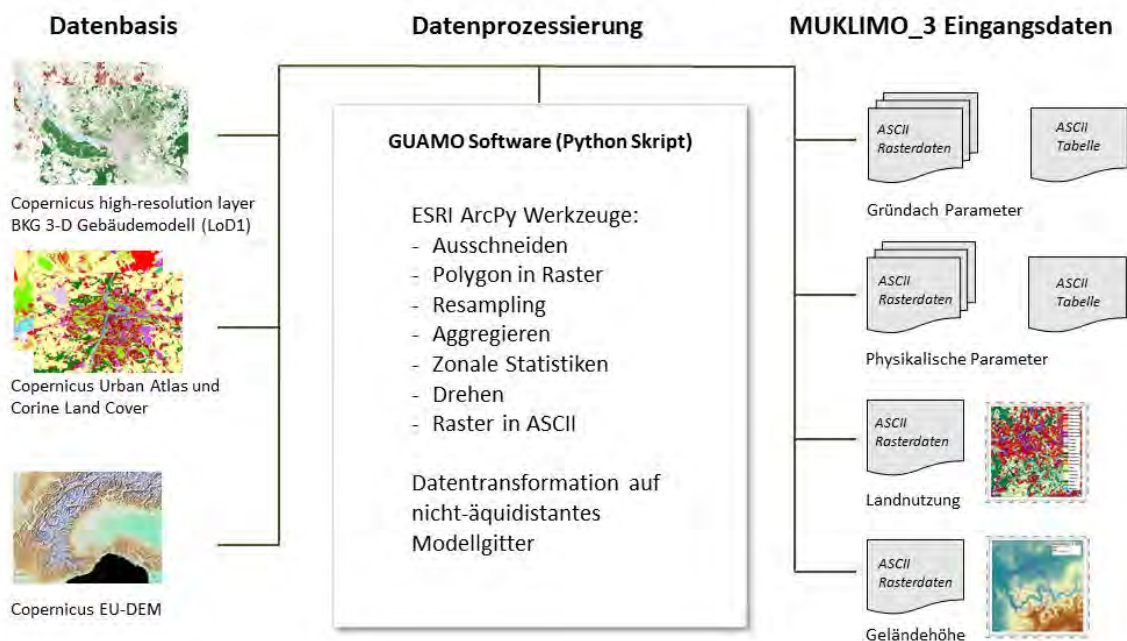 Datenbasis
Datenprozessierung
MUKLIMO_3 Eingangsdaten
Copernicus high-resolution layer
BKG 3-D Gebäudemodell (LoD1)
Copernicus Urban Atlas und
Corine Land Cover
Copernicus EU-DEM
GUAMO Software (Python Skript)
ESRI ArcPy Werkzeuge:
- Ausschneiden
- Polygon in Raster
- Resampling
- Aggregieren
- Zonale Statistiken
- Drehen
- Raster in ASCII
Datentransformation auf
nicht-äquidistantes
Modellgitter
ASCII
Rasterdaten
ASCII
Tabelle
Gründach Parameter
ASCII
Rasterdaten
ASCII
Tabelle
Physikalische Parameter
ASCII
Rasterdaten
Landnutzung
ASCII
Rasterdaten
Geländehöhe